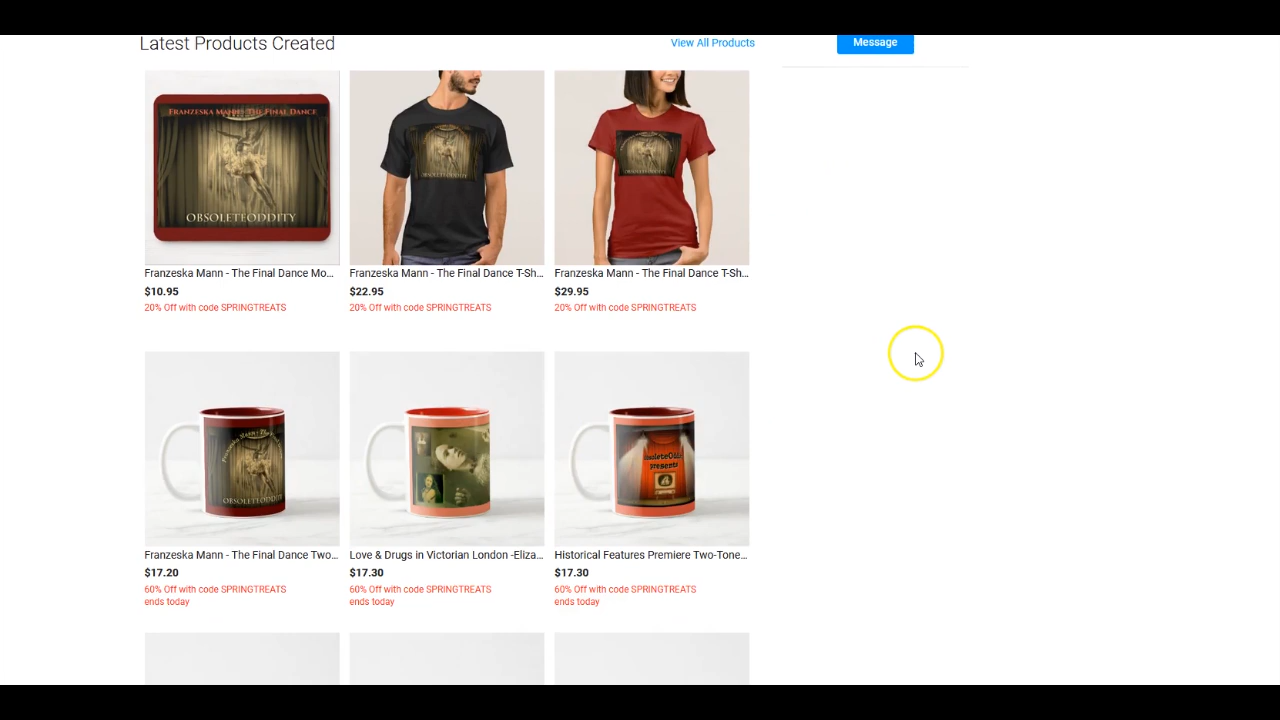 Latest Products Created
View All Products
Message
FRANZESKA MANN - THE FINAL DANCE
OBSOLETEODDITY
OBSOLETEODDITY
OBSOLETEODDITY
Franzeska Mann - The Final Dance Mo...
Franzeska Mann - The Final Dance T-Sh...
Franzeska Mann - The Final Dance T-Sh...
$10.95
$22.95
$29.95
20% Off with code SPRINGTREATS
20% Off with code SPRINGTREATS
20% Off with code SPRINGTREATS
OBSOLETEODDITY
presents
Franzeska Mann - The Final Dance Two...
Love & Drugs in Victorian London -Eliza...
Historical Features Premiere Two-Tone...
$17.20
$17.30
$17.30
60% Off with code SPRINGTREATS
ends today
60% Off with code SPRINGTREATS
ends today
60% Off with code SPRINGTREATS
ends today